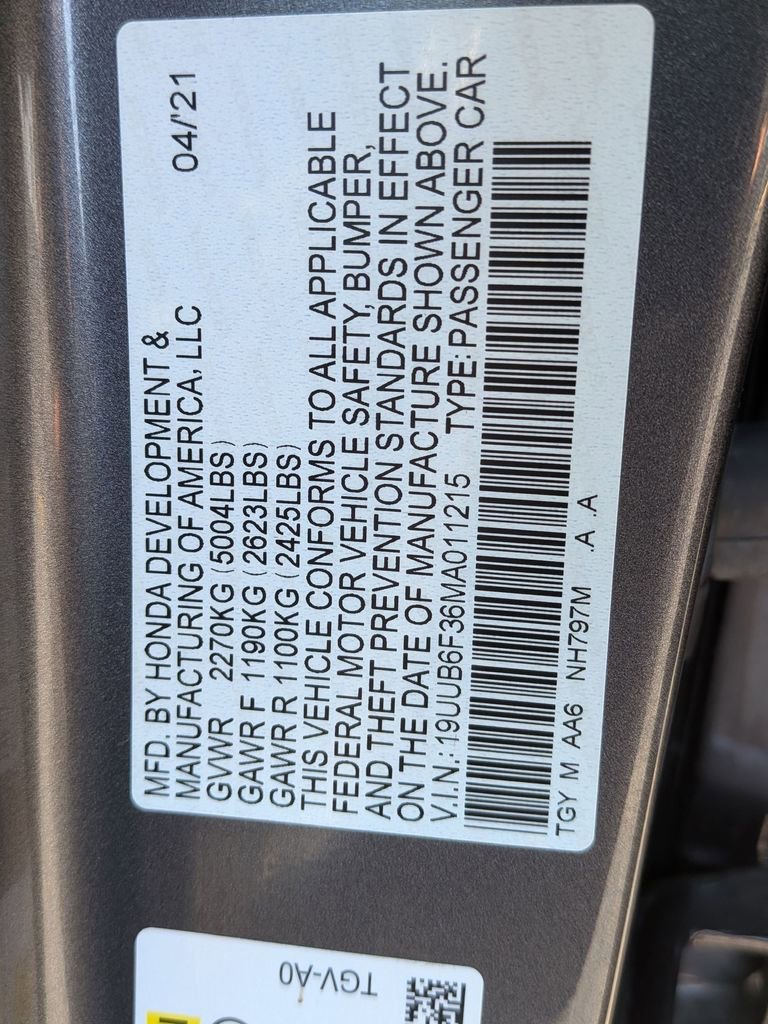 MFD. BY HONDA DEVELOPMENT &
MANUFACTURING OF AMERICA, LLC 04/'21
GVWR 2270KG (5004LBS)
GAWR F 1190KG (2623LBS)
GAWR R 1100KG (2425LBS)
THIS VEHICLE CONFORMS TO ALL APPLICABLE
FEDERAL MOTOR VEHICLE SAFETY, BUMPER,
AND THEFT PREVENTION STANDARDS IN EFFECT
ON THE DATE OF MANUFACTURE SHOWN ABOVE.
V.I.N.: 19UUB6F36MA011215 TYPE: PASSENGER CAR
TGY M AA6 NH797M .A .A
TGV-A0